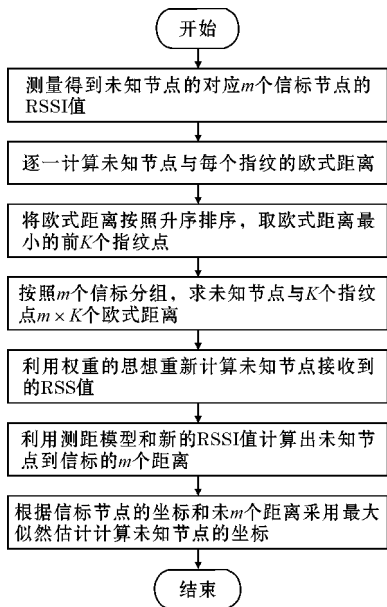 开始
测量得到未知节点的对应m个信标节点的
RSSI值
逐一计算未知节点与每个指纹的欧式距离
将欧式距离按照升序排序，取欧式距离最
小的前K个指纹点
按照m个信标分组，求未知节点与K个指纹
点m×K个欧式距离
利用权重的思想重新计算未知节点接收到
的RSS值
利用测距模型和新的RSSI值计算出未知节
点到信标的m个距离
根据信标节点的坐标和未m个距离采用最大
似然估计计算未知节点的坐标
结束